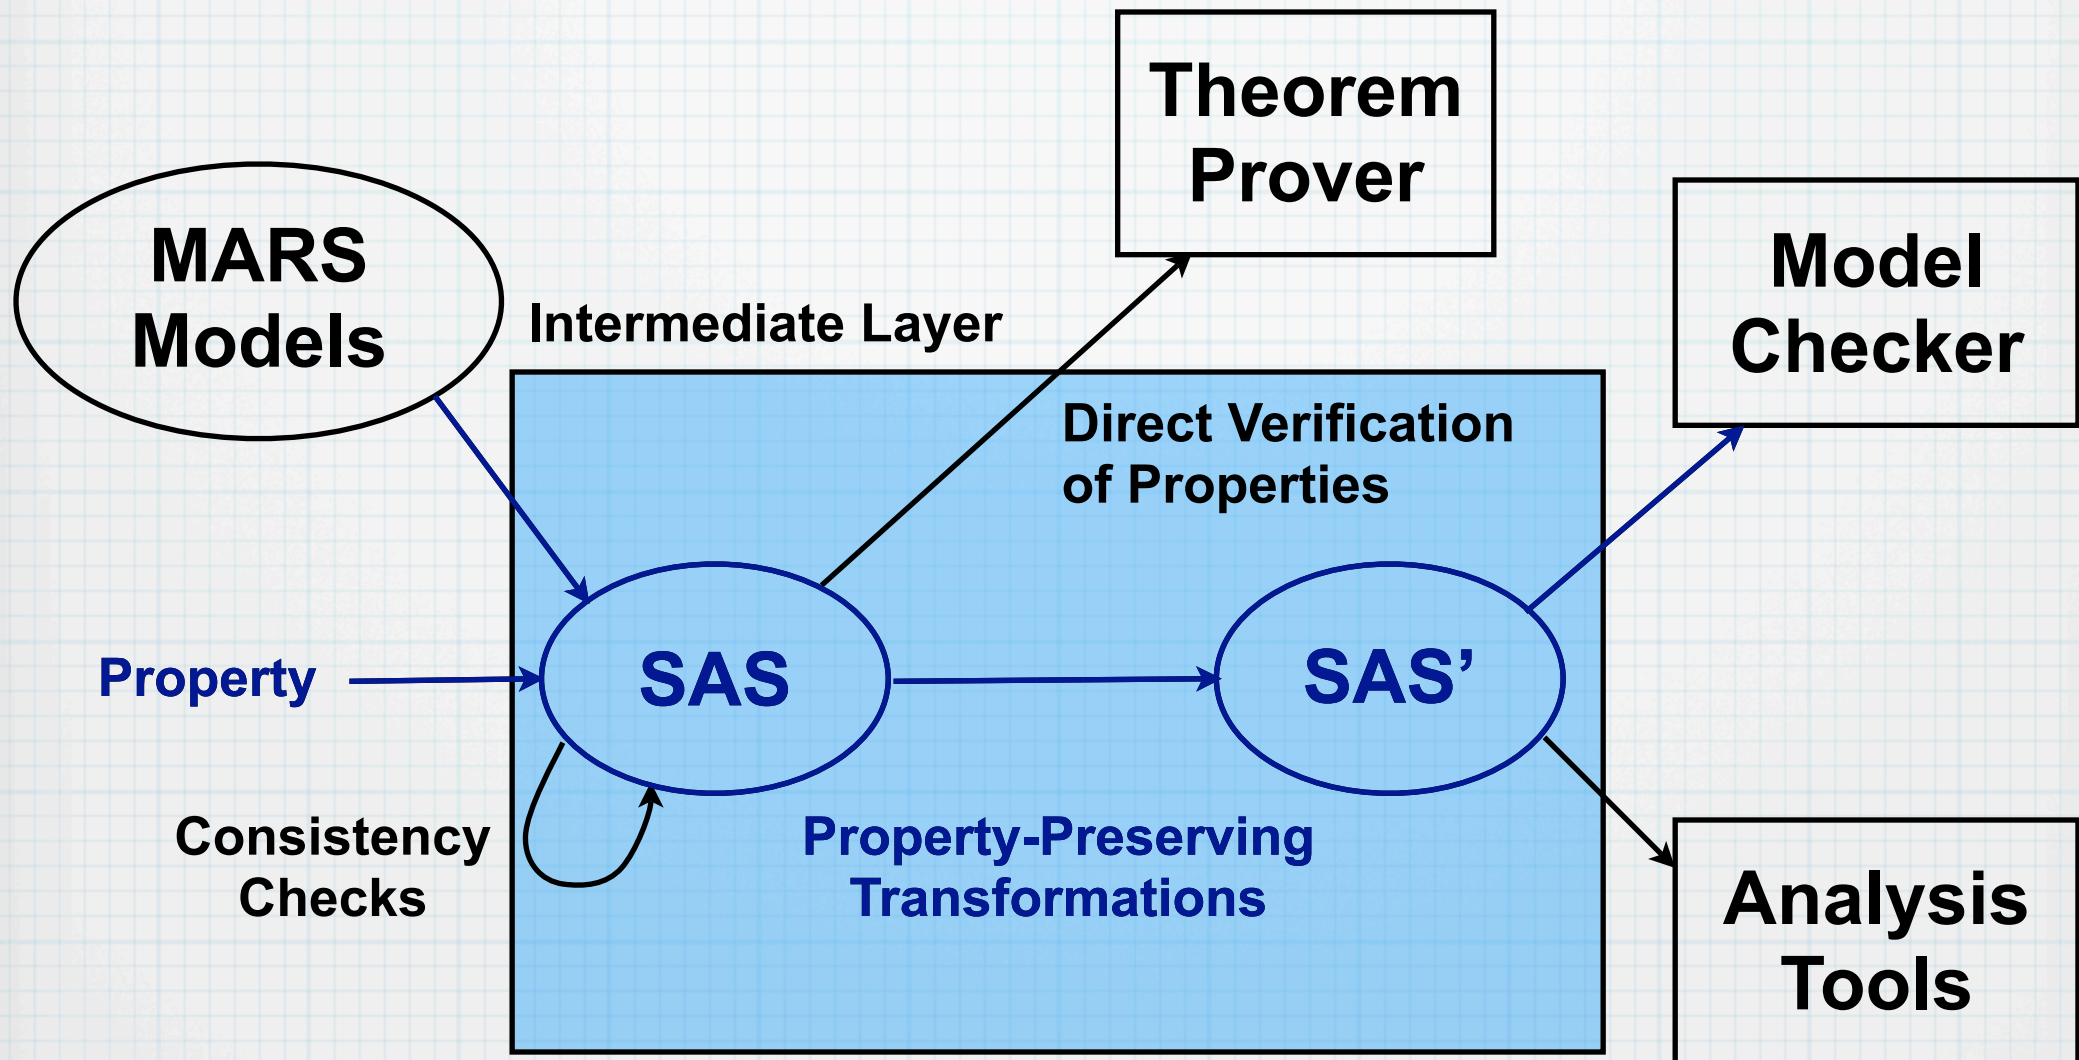 Theorem
Prover
MARS
Models
Model
Checker
Intermediate Layer
Direct Verification
of Properties
Property
SAS
SAS’
Consistency
Checks
Property-Preserving
Transformations
Analysis
Tools